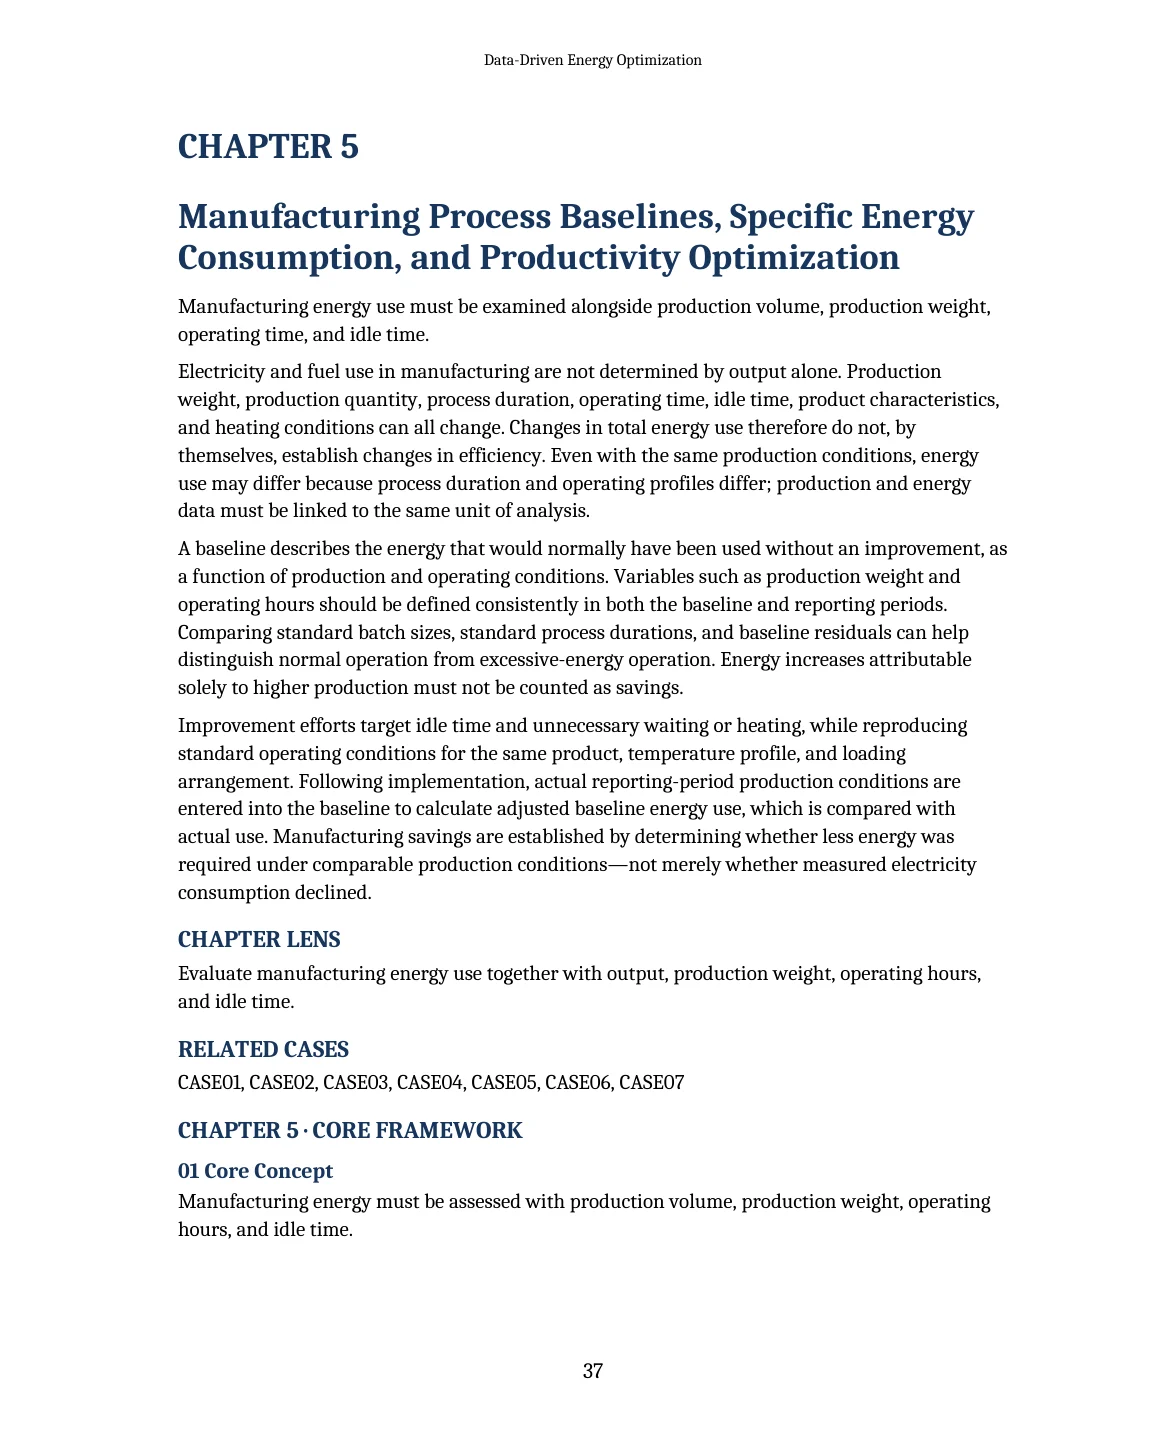 Data-Driven Energy Optimization
CHAPTER 5
Manufacturing Process Baselines, Specific Energy
Consumption, and Productivity Optimization
Manufacturing energy use must be examined alongside production volume, production weight,
operating time, and idle time.
Electricity and fuel use in manufacturing are not determined by output alone. Production
weight, production quantity, process duration, operating time, idle time, product characteristics,
and heating conditions can all change. Changes in total energy use therefore do not, by
themselves, establish changes in efficiency. Even with the same production conditions, energy
use may differ because process duration and operating profiles differ; production and energy
data must be linked to the same unit of analysis.
A baseline describes the energy that would normally have been used without an improvement, as
a function of production and operating conditions. Variables such as production weight and
operating hours should be defined consistently in both the baseline and reporting periods.
Comparing standard batch sizes, standard process durations, and baseline residuals can help
distinguish normal operation from excessive-energy operation. Energy increases attributable
solely to higher production must not be counted as savings.
Improvement efforts target idle time and unnecessary waiting or heating, while reproducing
standard operating conditions for the same product, temperature profile, and loading
arrangement. Following implementation, actual reporting-period production conditions are
entered into the baseline to calculate adjusted baseline energy use, which is compared with
actual use. Manufacturing savings are established by determining whether less energy was
required under comparable production conditions—not merely whether measured electricity
consumption declined.
CHAPTER LENS
Evaluate manufacturing energy use together with output, production weight, operating hours,
and idle time.
RELATED CASES
CASE01, CASE02, CASE03, CASE04, CASE05, CASE06, CASE07
CHAPTER 5 · CORE FRAMEWORK
01 Core Concept
Manufacturing energy must be assessed with production volume, production weight, operating
hours, and idle time.
37